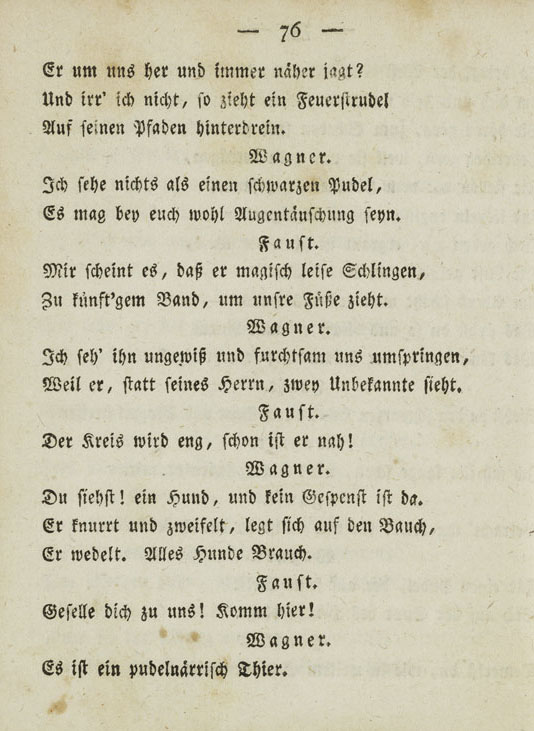 — 76 —
Er um uns her und immer näher jagt?
Und irr' ich nicht, so zieht ein Feuerstrudel
Auf seinen Pfaden hinterdrein.
Wagner.
Ich sehe nichts als einen schwarzen Pudel,
Es mag bey euch wohl Augentäuschung seyn.
Faust.
Mir scheint es, daß er magisch leise Schlingen,
Zu künft'gem Band, um unsre Füße zieht.
Wagner.
Ich seh' ihn ungewiß und furchtsam uns umspringen,
Weil er, statt seines Herrn, zwey Unbekannte sieht.
Faust.
Der Kreis wird eng, schon ist er nah!
Wagner.
Du siehst! ein Hund, und kein Gespenst ist da.
Er knurrt und zweifelt, legt sich auf den Bauch,
Er wedelt. Alles Hunde Brauch.
Faust.
Geselle dich zu uns! Komm hier!
Wagner.
Es ist ein pudelnärrisch Thier.